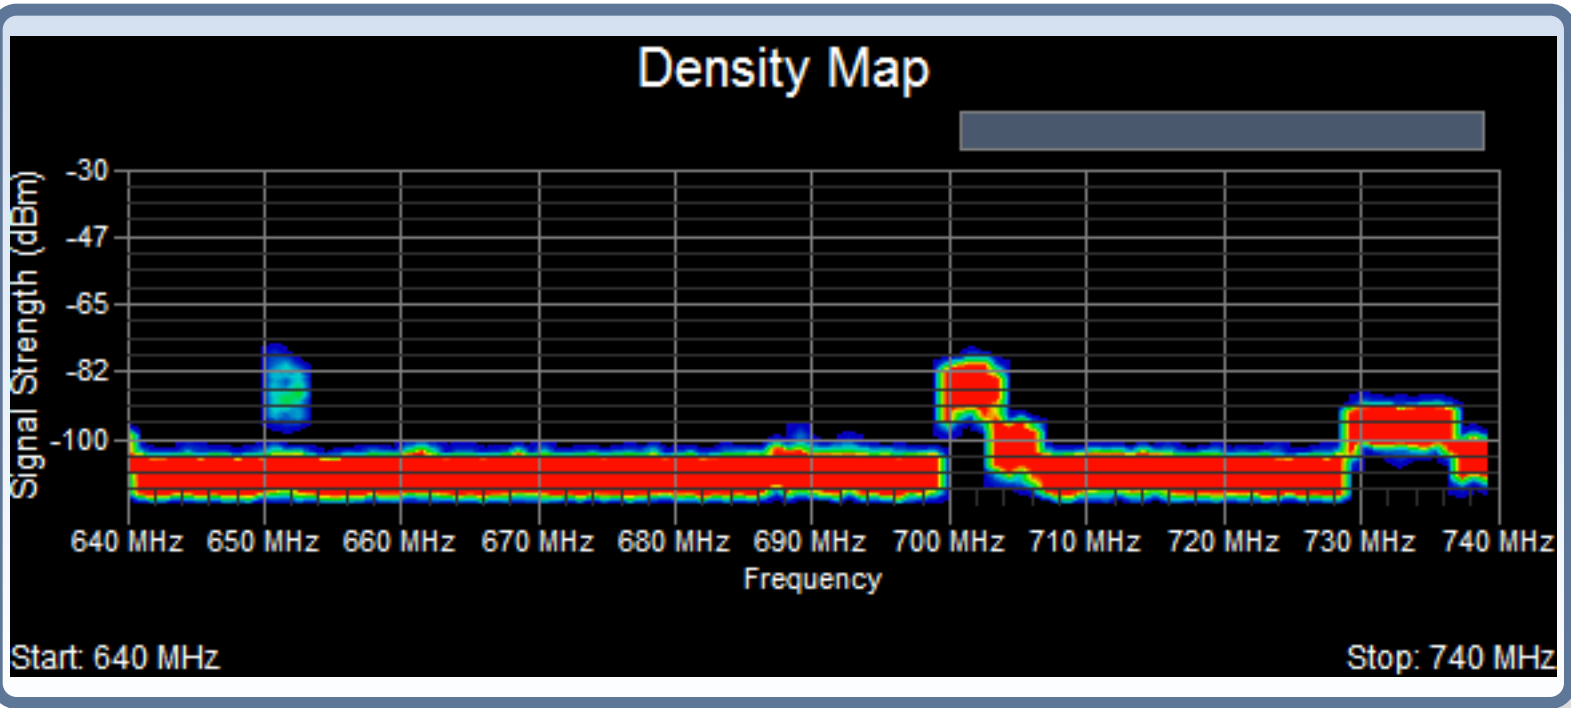 Density Map
Signal Strength (dBm)
-30
-47
-65
-82
-100
640 MHz 650 MHz 660 MHz 670 MHz 680 MHz 690 MHz 700 MHz 710 MHz 720 MHz 730 MHz 740 MHz
Frequency
Start: 640 MHz Stop: 740 MHz